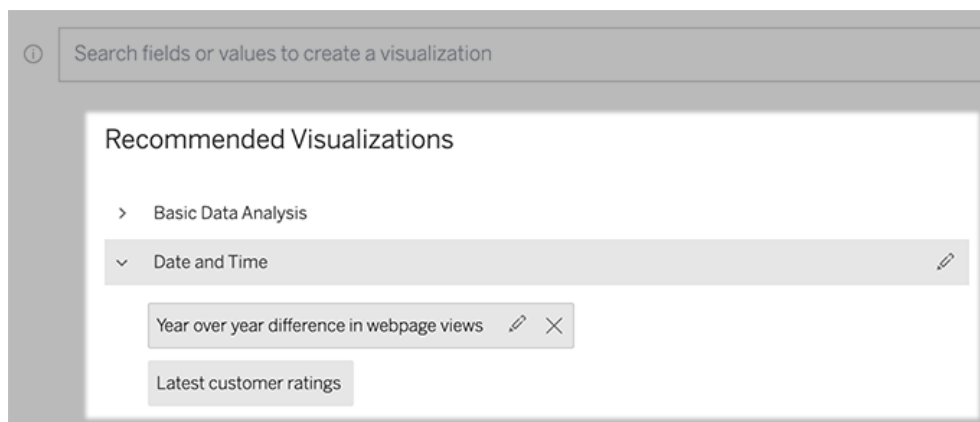 Search fields or values to create a visualization
Recommended Visualizations
Basic Data Analysis
Date and Time
Year over year difference in webpage views
Latest customer ratings